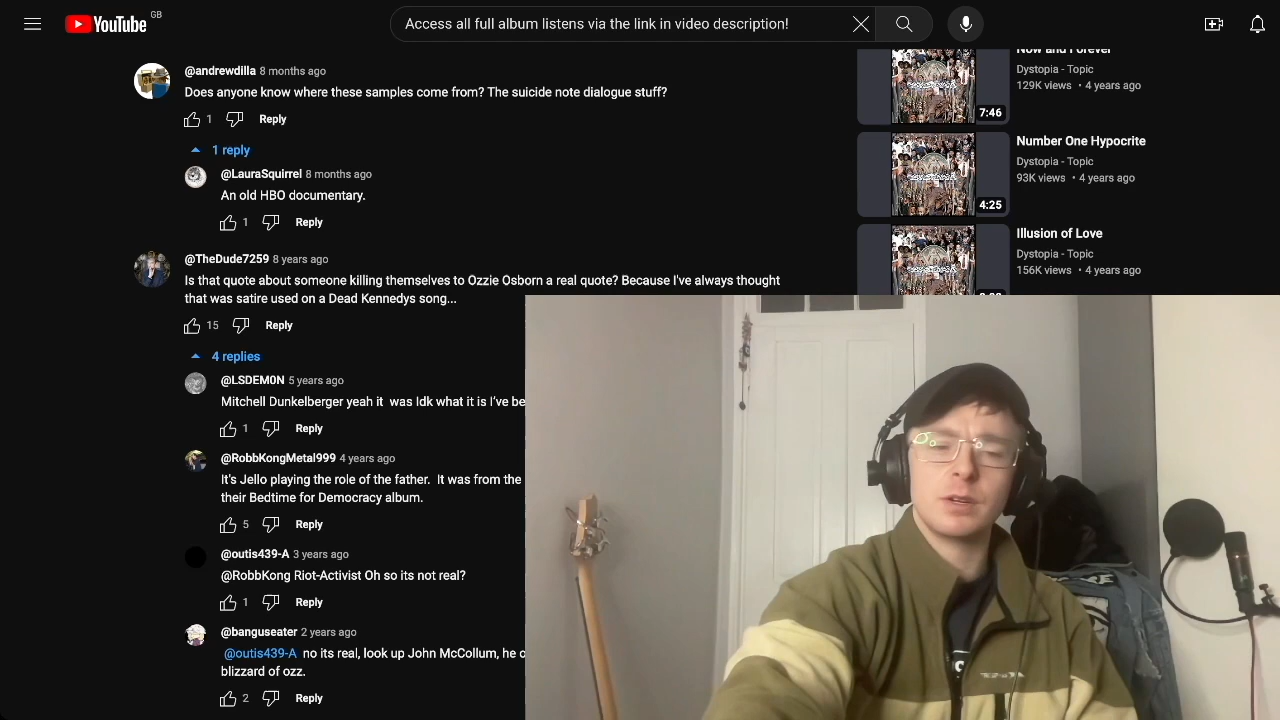 YouTube GB
Access all full album listens via the link in video description!
@andrewdilla 8 months ago
Does anyone know where these samples come from? The suicide note dialogue stuff?
1 Reply
1 reply
@LauraSquirrel 8 months ago
An old HBO documentary.
1 Reply
@TheDude7259 8 years ago
Is that quote about someone killing themselves to Ozzie Osborn a real quote? Because I've always thought
that was satire used on a Dead Kennedys song...
15 Reply
4 replies
@LSDEM0N 5 years ago
Mitchell Dunkelberger yeah it was Idk what it is I've be
1 Reply
@RobbKongMetal999 4 years ago
It's Jello playing the role of the father. It was from the
their Bedtime for Democracy album.
5 Reply
@outis439-A 3 years ago
@RobbKong Riot-Activist Oh so its not real?
1 Reply
@banguseater 2 years ago
@outis439-A no its real, look up John McCollum, he c
blizzard of ozz.
2 Reply
Now and Forever
Dystopia - Topic
129K views • 4 years ago
7:46
Number One Hypocrite
Dystopia - Topic
93K views • 4 years ago
4:25
Illusion of Love
Dystopia - Topic
156K views • 4 years ago